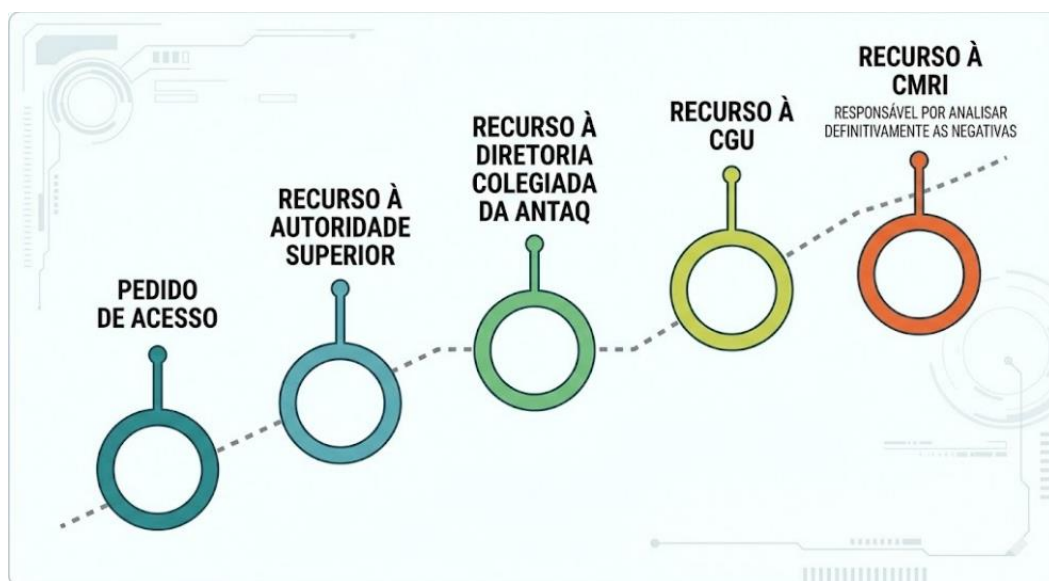 PEDIDO
DE ACESSO
RECURSO À
AUTORIDADE
SUPERIOR
RECURSO À
DIRETORIA
COLEGIADA
DA ANTAQ
RECURSO À
CGU
RECURSO À
CMRI
RESPONSÁVEL POR ANALISAR
DEFINITIVAMENTE AS NEGATIVAS